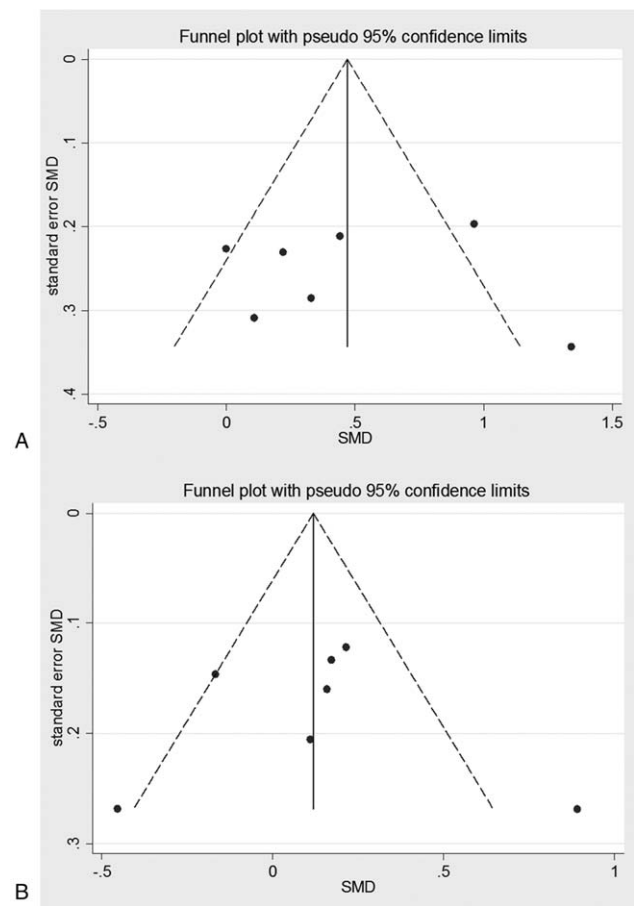 Funnel plot with pseudo 95% confidence limits
standard error SMD
0
.1
.2
.3
.4
-.5
0
.5
1
1.5
SMD
A
Funnel plot with pseudo 95% confidence limits
standard error SMD
0
.1
.2
.3
-.5
0
.5
1
SMD
B